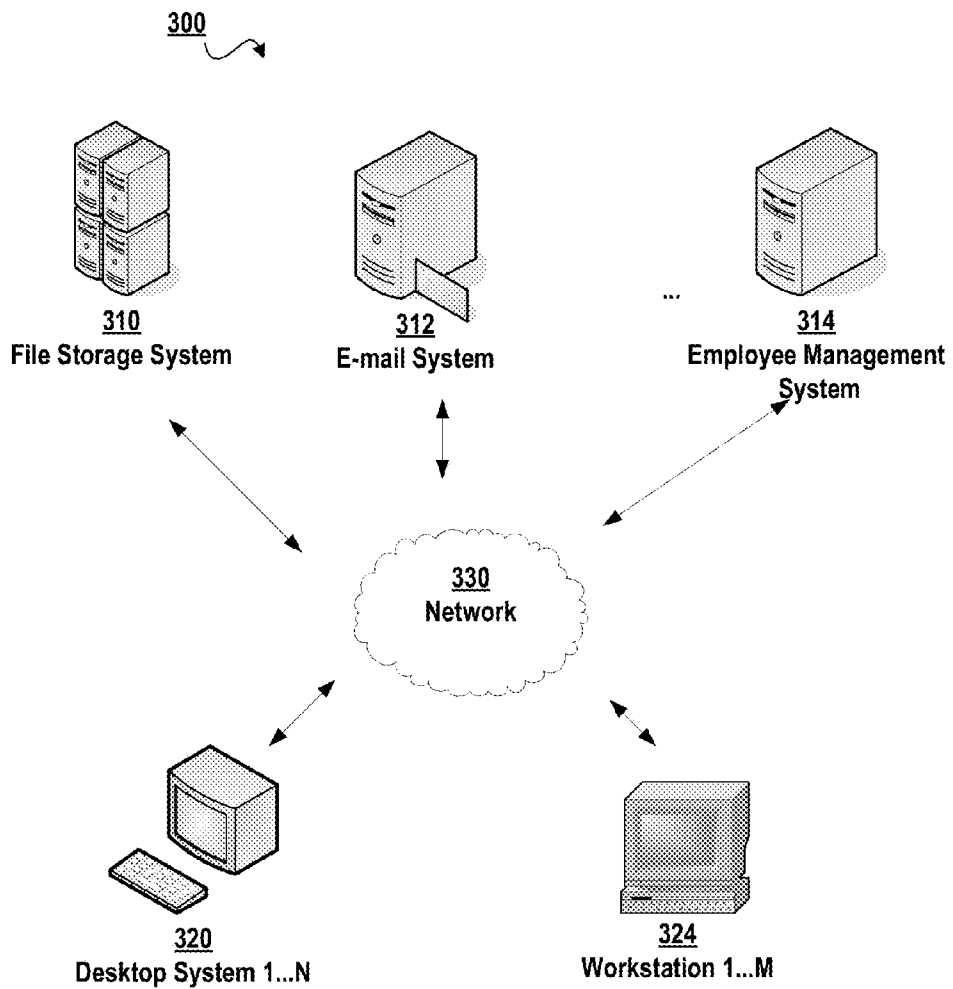 300
310
File Storage System
312
E-mail System
...
314
Employee Management
System
330
Network
320
Desktop System 1...N
324
Workstation 1...M